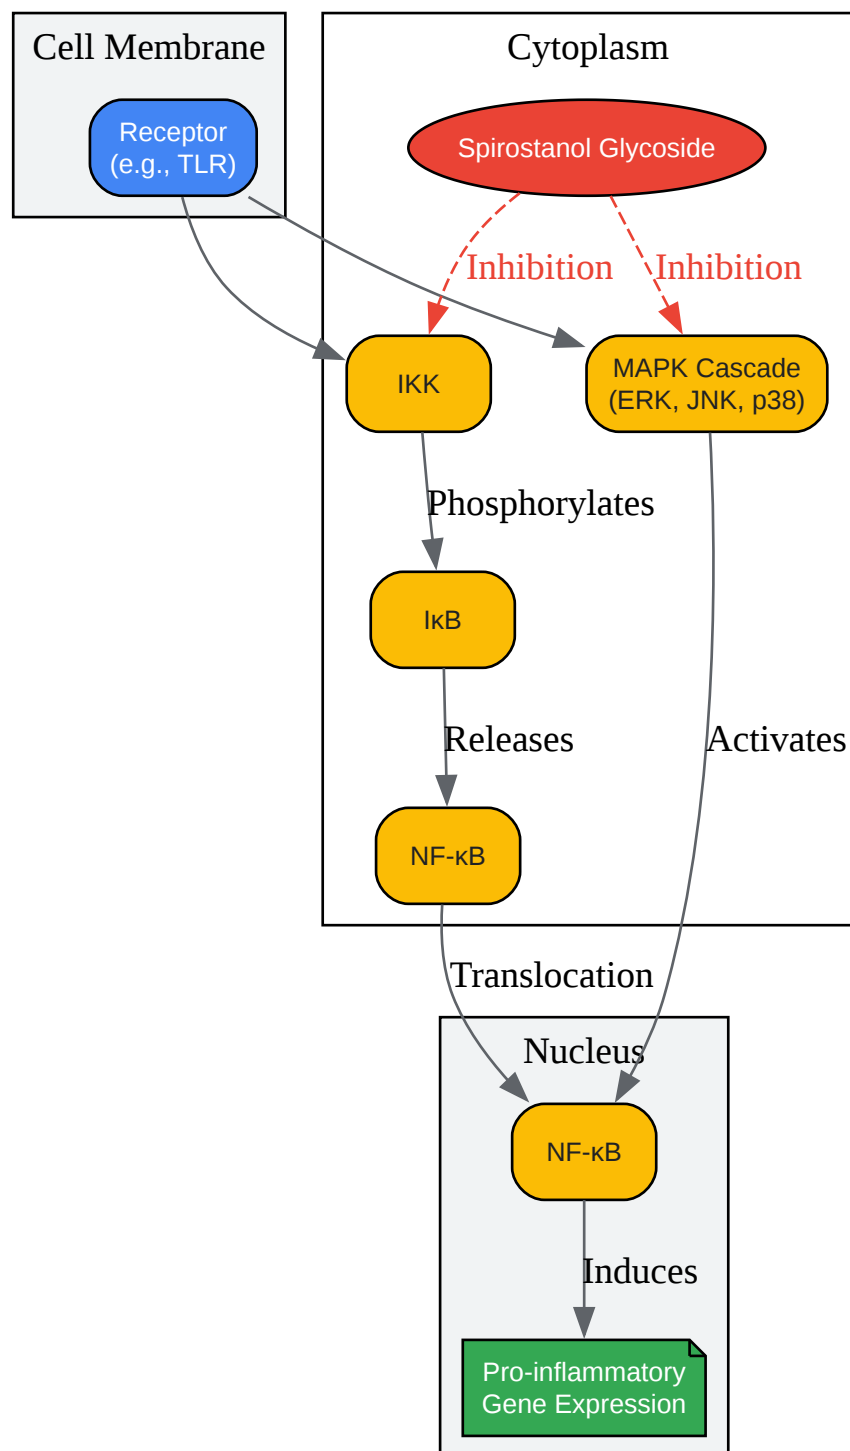 Cell Membrane
Cytoplasm
Receptor
(e.g., TLR)
Spirostanol Glycoside
Inhibition
Inhibition
IKK
MAPK Cascade
(ERK, JNK, p38)
Phosphorylates
IκB
Releases
Activates
NF-κB
Translocation
Nucleus
NF-κB
Induces
Pro-inflammatory
Gene Expression